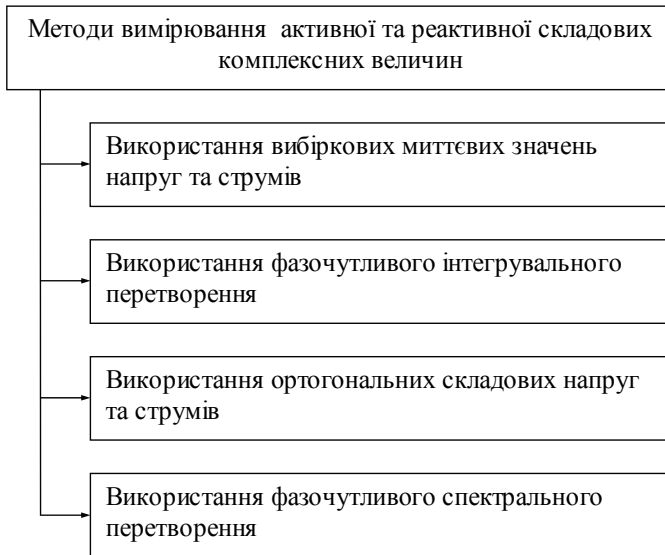 Методи вимірювання активної та реактивної складових
комплексних величин
Використання вибіркових миттєвих значень
напруг та струмів
Використання фазочутливого інтегрувального
перетворення
Використання ортогональних складових напруг
та струмів
Використання фазочутливого спектрального
перетворення